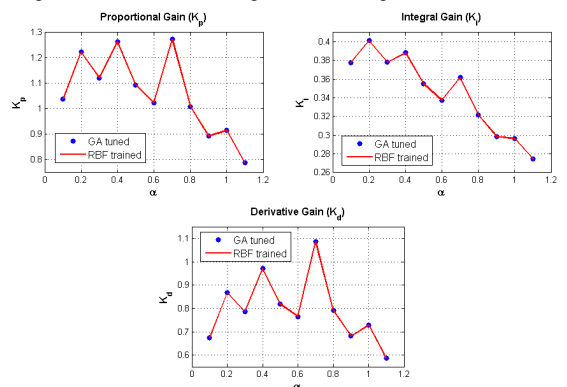 Proportional Gain (Kp)
1.3
1.2
1.1
1
0.9
0.8
Kp
GA tuned
RBF trained
0 0.2 0.4 0.6 0.8 1 1.2
α
Integral Gain (Ki)
0.4
0.38
0.36
0.34
0.32
0.3
0.28
0.26
Ki
GA tuned
RBF trained
0 0.2 0.4 0.6 0.8 1 1.2
α
Derivative Gain (Kd)
1.1
1
0.9
0.8
0.7
0.6
Kd
GA tuned
RBF trained
0 0.2 0.4 0.6 0.8 1 1.2
α